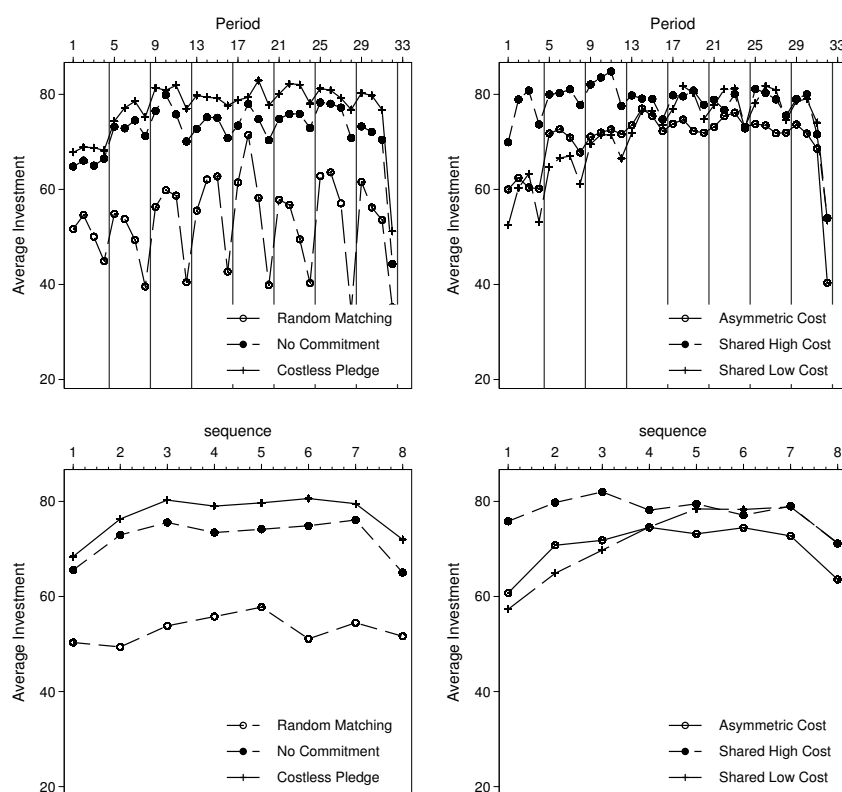 Period
1 5 9 13 17 21 25 29 33
Average Investment
80
60
40
20
Random Matching
No Commitment
Costless Pledge
Period
1 5 9 13 17 21 25 29 33
Average Investment
80
60
40
20
Asymmetric Cost
Shared High Cost
Shared Low Cost
sequence
1 2 3 4 5 6 7 8
Average Investment
80
60
40
20
Random Matching
No Commitment
Costless Pledge
sequence
1 2 3 4 5 6 7 8
Average Investment
80
60
40
20
Asymmetric Cost
Shared High Cost
Shared Low Cost